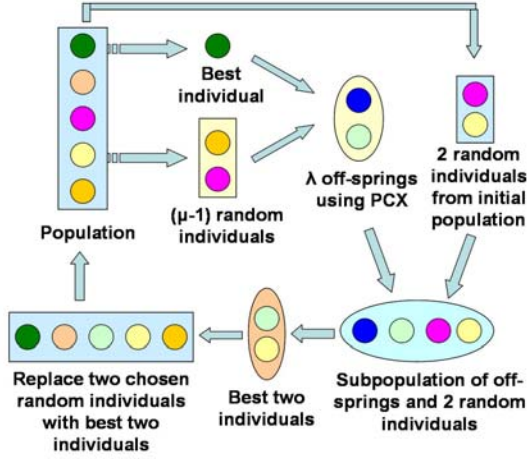 Best
individual
λ off-springs
using PCX
2 random
individuals
from initial
population
(μ-1) random
individuals
Population
Replace two chosen
random individuals
with best two
individuals
Best two
individuals
Subpopulation of off-
springs and 2 random
individuals